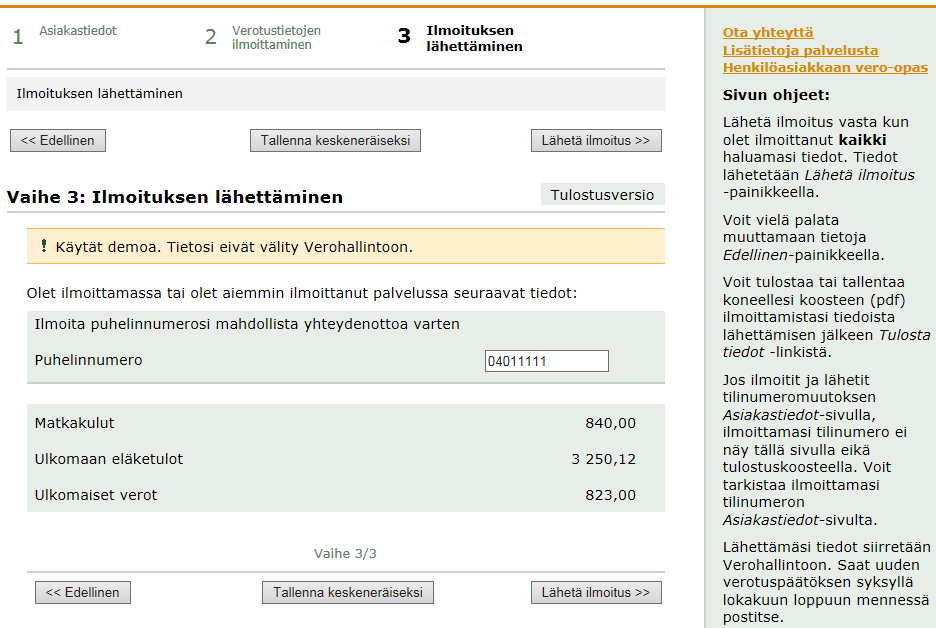 1 Asiakastiedot 2 Verotustietojen ilmoittaminen 3 Ilmoituksen lähettäminen
Ilmoituksen lähettäminen
<< Edellinen Tallenna keskeneräiseksi Lähetä ilmoitus >>
Vaihe 3: Ilmoituksen lähettäminen Tulostusversio
! Käytät demoa. Tietosi eivät välity Verohallintoon.
Olet ilmoittamassa tai olet aiemmin ilmoittanut palvelussa seuraavat tiedot:
Ilmoita puhelinnumerosi mahdollista yhteydenottoa varten
Puhelinnumero 04011111
Matkakulut 840,00
Ulkomaan eläketulot 3 250,12
Ulkomaiset verot 823,00
Vaihe 3/3
<< Edellinen Tallenna keskeneräiseksi Lähetä ilmoitus >>
Ota yhteyttä
Lisätietoja palvelusta
Henkilöasiakkaan vero-opas
Sivun ohjeet:
Lähetä ilmoitus vasta kun
olet ilmoittanut kaikki
haluamasi tiedot. Tiedot
lähetetään Lähetä ilmoitus
-painikkeella.
Voit vielä palata
muuttamaan tietoja
Edellinen-painikkeella.
Voit tulostaa tai tallentaa
koneellesi koosteen (pdf)
ilmoittamistasi tiedoista
lähettämisen jälkeen Tulosta
tiedot -linkistä.
Jos ilmoitit ja lähetit
tilinumeromuutoksen
Asiakastiedot-sivulla,
ilmoittamasi tilinumero ei
näy tällä sivulla eikä
tulostuskoosteella. Voit
tarkistaa ilmoittamasi
tilinumeron
Asiakastiedot-sivulta.
Lähettämäsi tiedot siirretään
Verohallintoon. Saat uuden
verotuspäätöksen syksyllä
lokakuun loppuun mennessä
postitse.